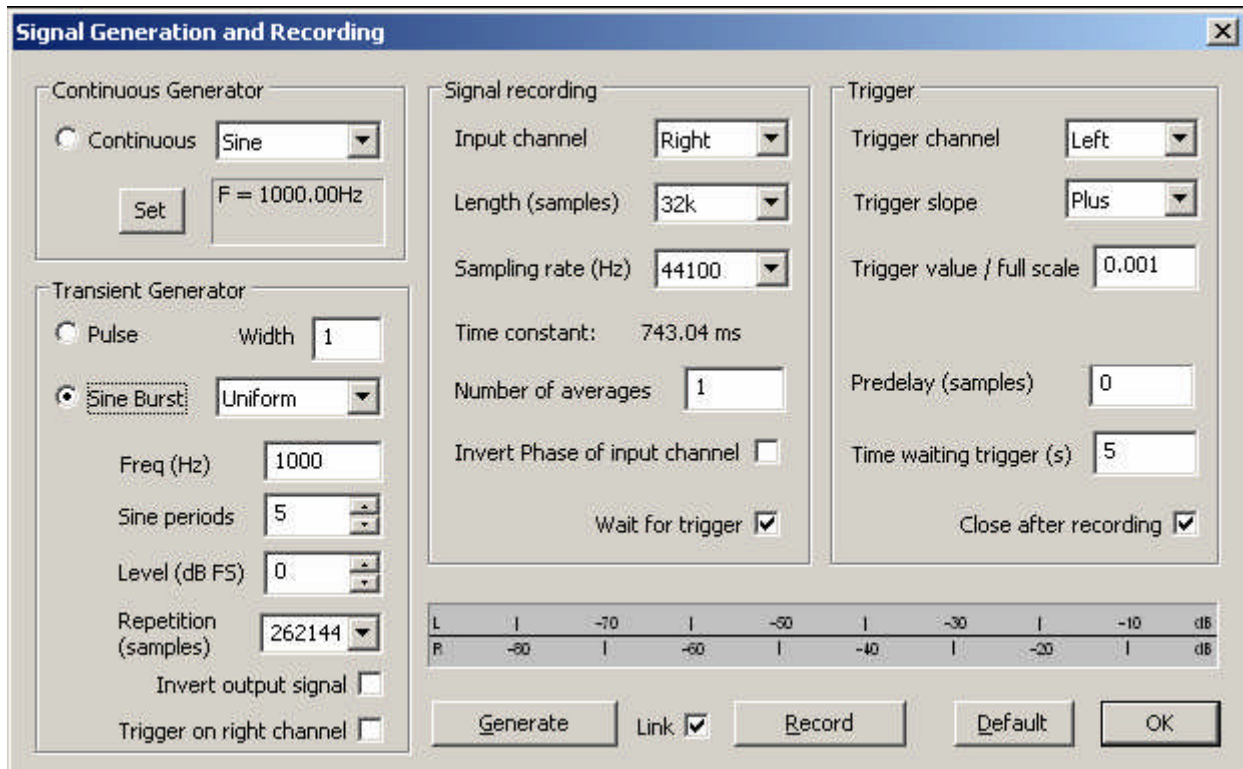 Signal Generation and Recording
Continuous Generator
Continuous Sine
Set F = 1000.00Hz
Transient Generator
Pulse Width 1
Sine Burst Uniform
Freq (Hz) 1000
Sine periods 5
Level (dB FS) 0
Repetition
(samples) 262144
Invert output signal
Trigger on right channel
Signal recording
Input channel Right
Length (samples) 32k
Sampling rate (Hz) 44100
Time constant: 743.04 ms
Number of averages 1
Invert Phase of input channel
Wait for trigger
Trigger
Trigger channel Left
Trigger slope Plus
Trigger value / full scale 0.001
Predelay (samples) 0
Time waiting trigger (s) 5
Close after recording
L -70 -50 -30 -10 dB
R -80 -60 -40 -20 dB
Generate Link Record Default OK